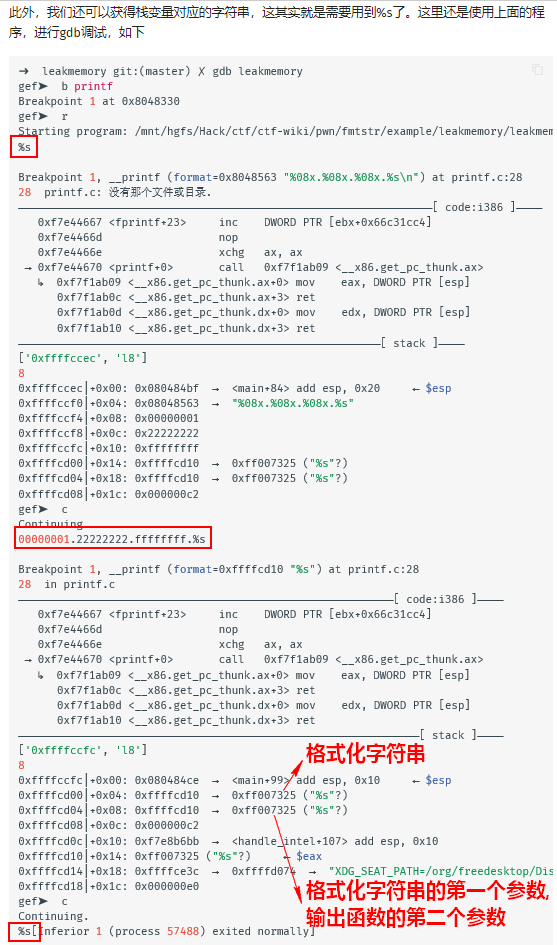 此外，我们还可以获得栈变量对应的字符串，这其实就是需要用到%s了。这里还是使用上面的程
序，进行gdb调试，如下
➜  leakmemory git:(master) ✗ gdb leakmemory
gef➤  b printf
Breakpoint 1 at 0x8048330
gef➤  r
Starting program: /mnt/hgfs/Hack/ctf/ctf-wiki/pwn/fmtstr/example/leakmemory/leakmem
%s
Breakpoint 1, __printf (format=0x8048563 "%08x.%08x.%08x.%s\n") at printf.c:28
28  printf.c: 没有那个文件或目录.
[ code:i386 ]
0xf7e44667 <fprintf+23>     inc    DWORD PTR [ebx+0x66c31cc4]
0xf7e4466d                  nop
0xf7e4466e                  xchg   ax, ax
→ 0xf7e44670 <printf+0>      call   0xf7f1ab09 <__x86.get_pc_thunk.ax>
↳  0xf7f1ab09 <__x86.get_pc_thunk.ax+0> mov    eax, DWORD PTR [esp]
0xf7f1ab0c <__x86.get_pc_thunk.ax+3> ret
0xf7f1ab0d <__x86.get_pc_thunk.dx+0> mov    edx, DWORD PTR [esp]
0xf7f1ab10 <__x86.get_pc_thunk.dx+3> ret
[ stack ]
['0xffffccec', 'l8']
8
0xffffccec│+0x00: 0x080484bf  →  <main+84> add esp, 0x20     ← $esp
0xffffccf0│+0x04: 0x08048563  →  "%08x.%08x.%08x.%s"
0xffffccf4│+0x08: 0x00000001
0xffffccf8│+0x0c: 0x22222222
0xffffccfc│+0x10: 0xffffffff
0xffffcd00│+0x14: 0xffffcd10  →  0xff007325 ("%s"?)
0xffffcd04│+0x18: 0xffffcd10  →  0xff007325 ("%s"?)
0xffffcd08│+0x1c: 0x000000c2
gef➤  c
Continuing
00000001.22222222.ffffffff.%s
Breakpoint 1, __printf (format=0xffffcd10 "%s") at printf.c:28
28  in printf.c
[ code:i386 ]
0xf7e44667 <fprintf+23>     inc    DWORD PTR [ebx+0x66c31cc4]
0xf7e4466d                  nop
0xf7e4466e                  xchg   ax, ax
→ 0xf7e44670 <printf+0>      call   0xf7f1ab09 <__x86.get_pc_thunk.ax>
↳  0xf7f1ab09 <__x86.get_pc_thunk.ax+0> mov    eax, DWORD PTR [esp]
0xf7f1ab0c <__x86.get_pc_thunk.ax+3> ret
0xf7f1ab0d <__x86.get_pc_thunk.dx+0> mov    edx, DWORD PTR [esp]
0xf7f1ab10 <__x86.get_pc_thunk.dx+3> ret
[ stack ]
['0xffffccfc', 'l8']
格式化字符串
8
0xffffccfc│+0x00: 0x080484ce  →  <main+99> add esp, 0x10     ← $esp
0xffffcd00│+0x04: 0xffffcd10  →  0xff007325 ("%s"?)
0xffffcd04│+0x08: 0xffffcd10  →  0xff007325 ("%s"?)
0xffffcd08│+0x0c: 0x000000c2
0xffffcd0c│+0x10: 0xf7e8b6bb  →  <handle_intel+107> add esp, 0x10
0xffffcd10│+0x14: 0xff007325 ("%s"?)     ← $eax
0xffffcd14│+0x18: 0xffffce3c  →  0xffffd074  →  "XDG_SEAT_PATH=/org/freedesktop/Dis
0xffffcd18│+0x1c: 0x000000e0
格式化字符串的第一个参数,
输出函数的第二个参数
gef➤  c
Continuing.
%s[Inferior 1 (process 57488) exited normally]